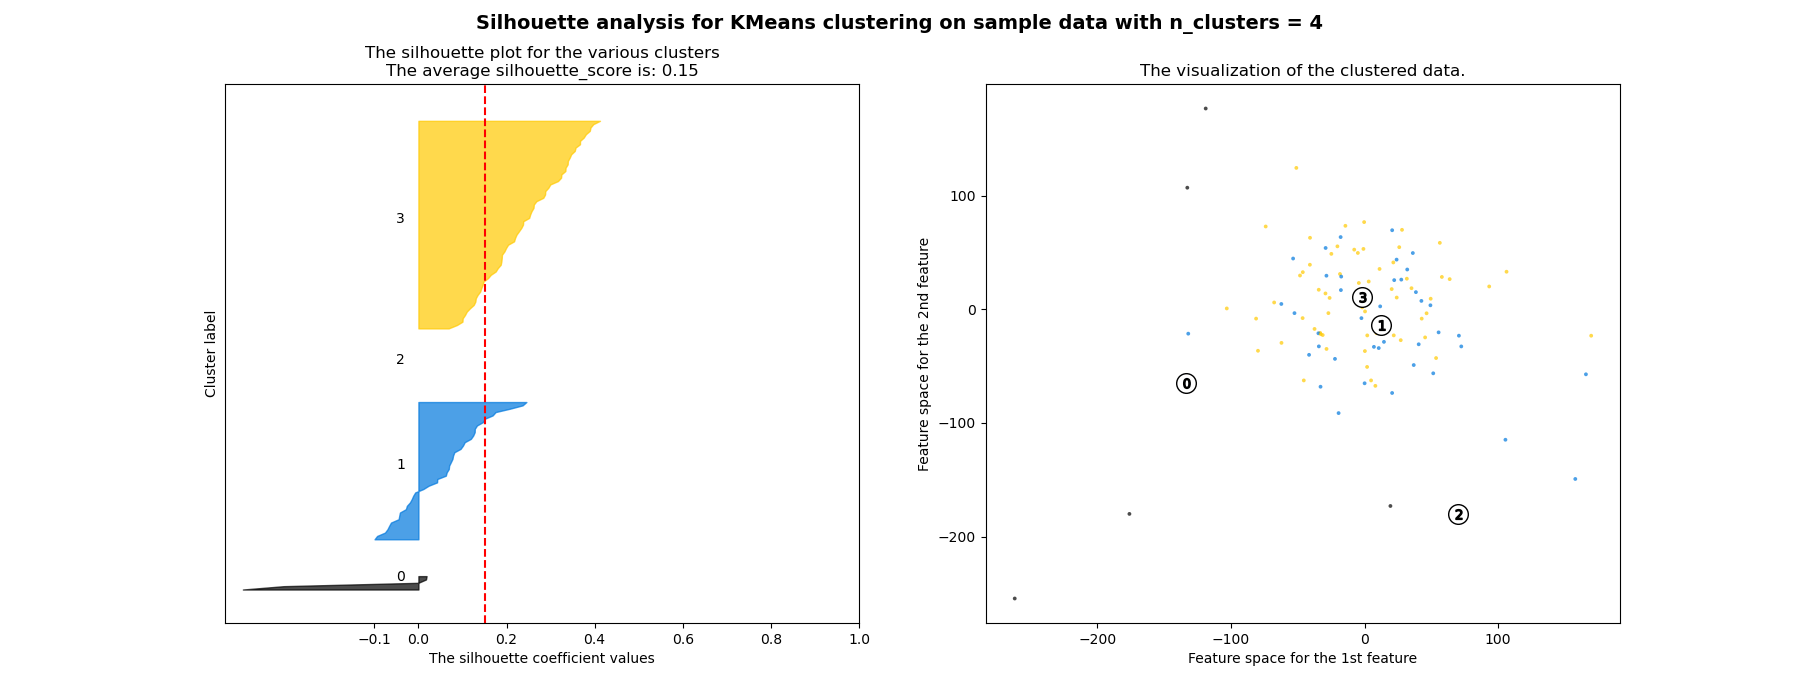 Silhouette analysis for KMeans clustering on sample data with n_clusters = 4
The silhouette plot for the various clusters
The average silhouette_score is: 0.15
3
2
1
0
Cluster label
−0.1 0.0 0.2 0.4 0.6 0.8 1.0
The silhouette coefficient values
The visualization of the clustered data.
100
0
−100
−200
Feature space for the 2nd feature
3
1
0
2
−200 −100 0 100
Feature space for the 1st feature